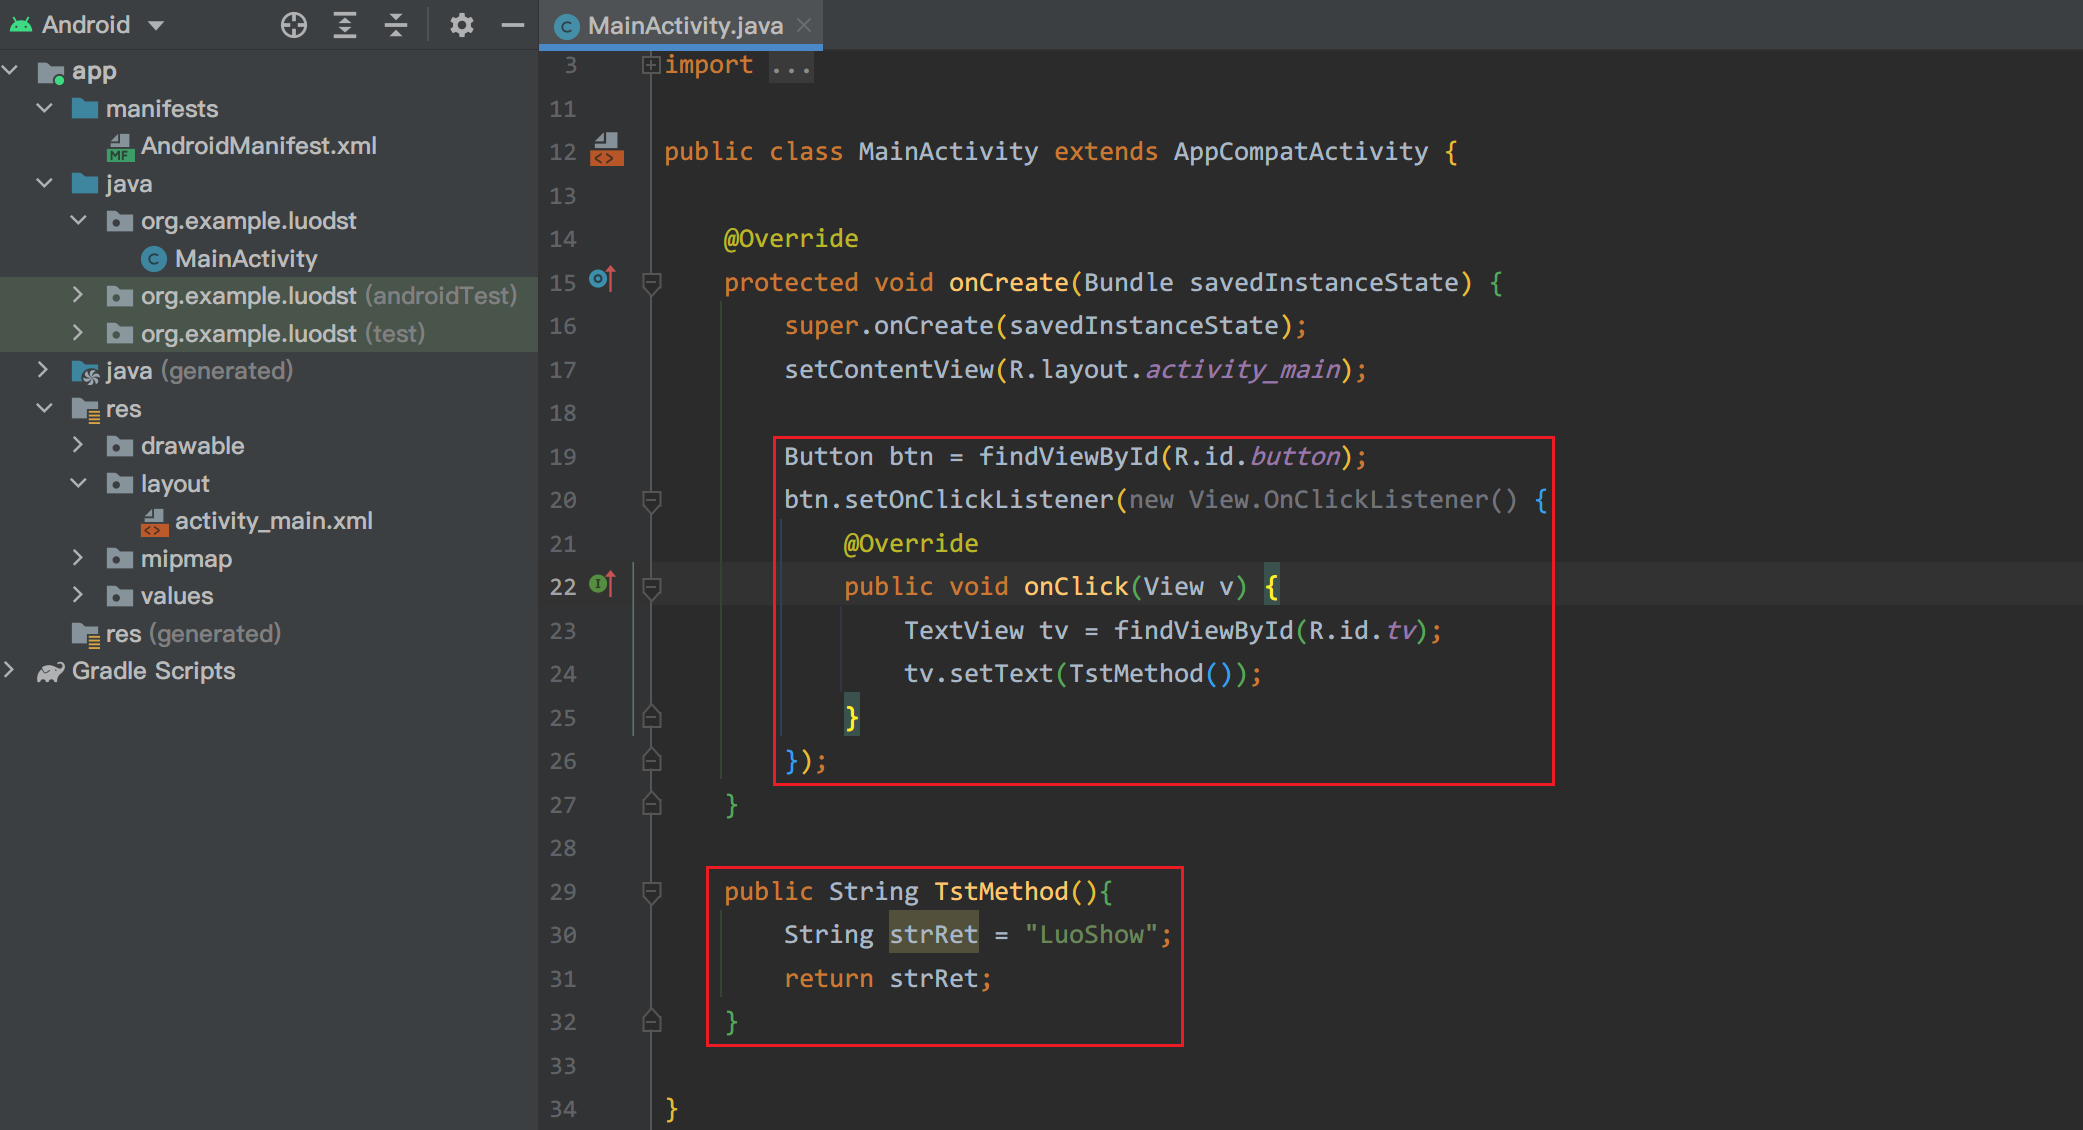 Android
app
manifests
AndroidManifest.xml
java
org.example.luodst
MainActivity
org.example.luodst (androidTest)
org.example.luodst (test)
java (generated)
res
drawable
layout
activity_main.xml
mipmap
values
res (generated)
Gradle Scripts
MainActivity.java
3 import ...
11
12 public class MainActivity extends AppCompatActivity {
13
14 @Override
15 protected void onCreate(Bundle savedInstanceState) {
16 super.onCreate(savedInstanceState);
17 setContentView(R.layout.activity_main);
18
19 Button btn = findViewById(R.id.button);
20 btn.setOnClickListener(new View.OnClickListener() {
21 @Override
22 public void onClick(View v) {
23 TextView tv = findViewById(R.id.tv);
24 tv.setText(TstMethod());
25 }
26 });
27 }
28
29 public String TstMethod(){
30 String strRet = "LuoShow";
31 return strRet;
32 }
33
34 }